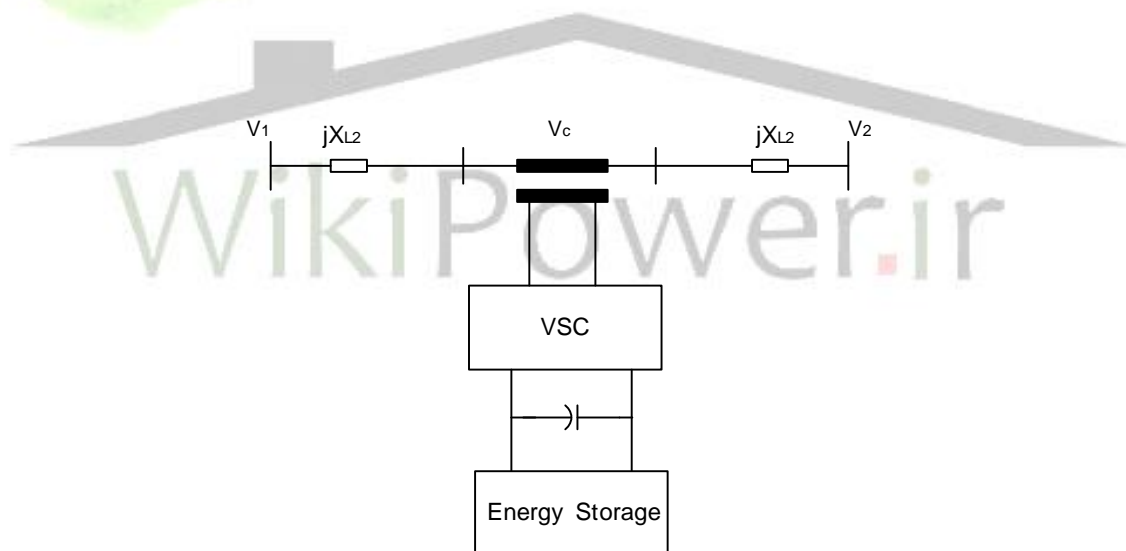 V1
jXL2
Vc
jXL2
V2
WikiPower.ir
VSC
Energy Storage